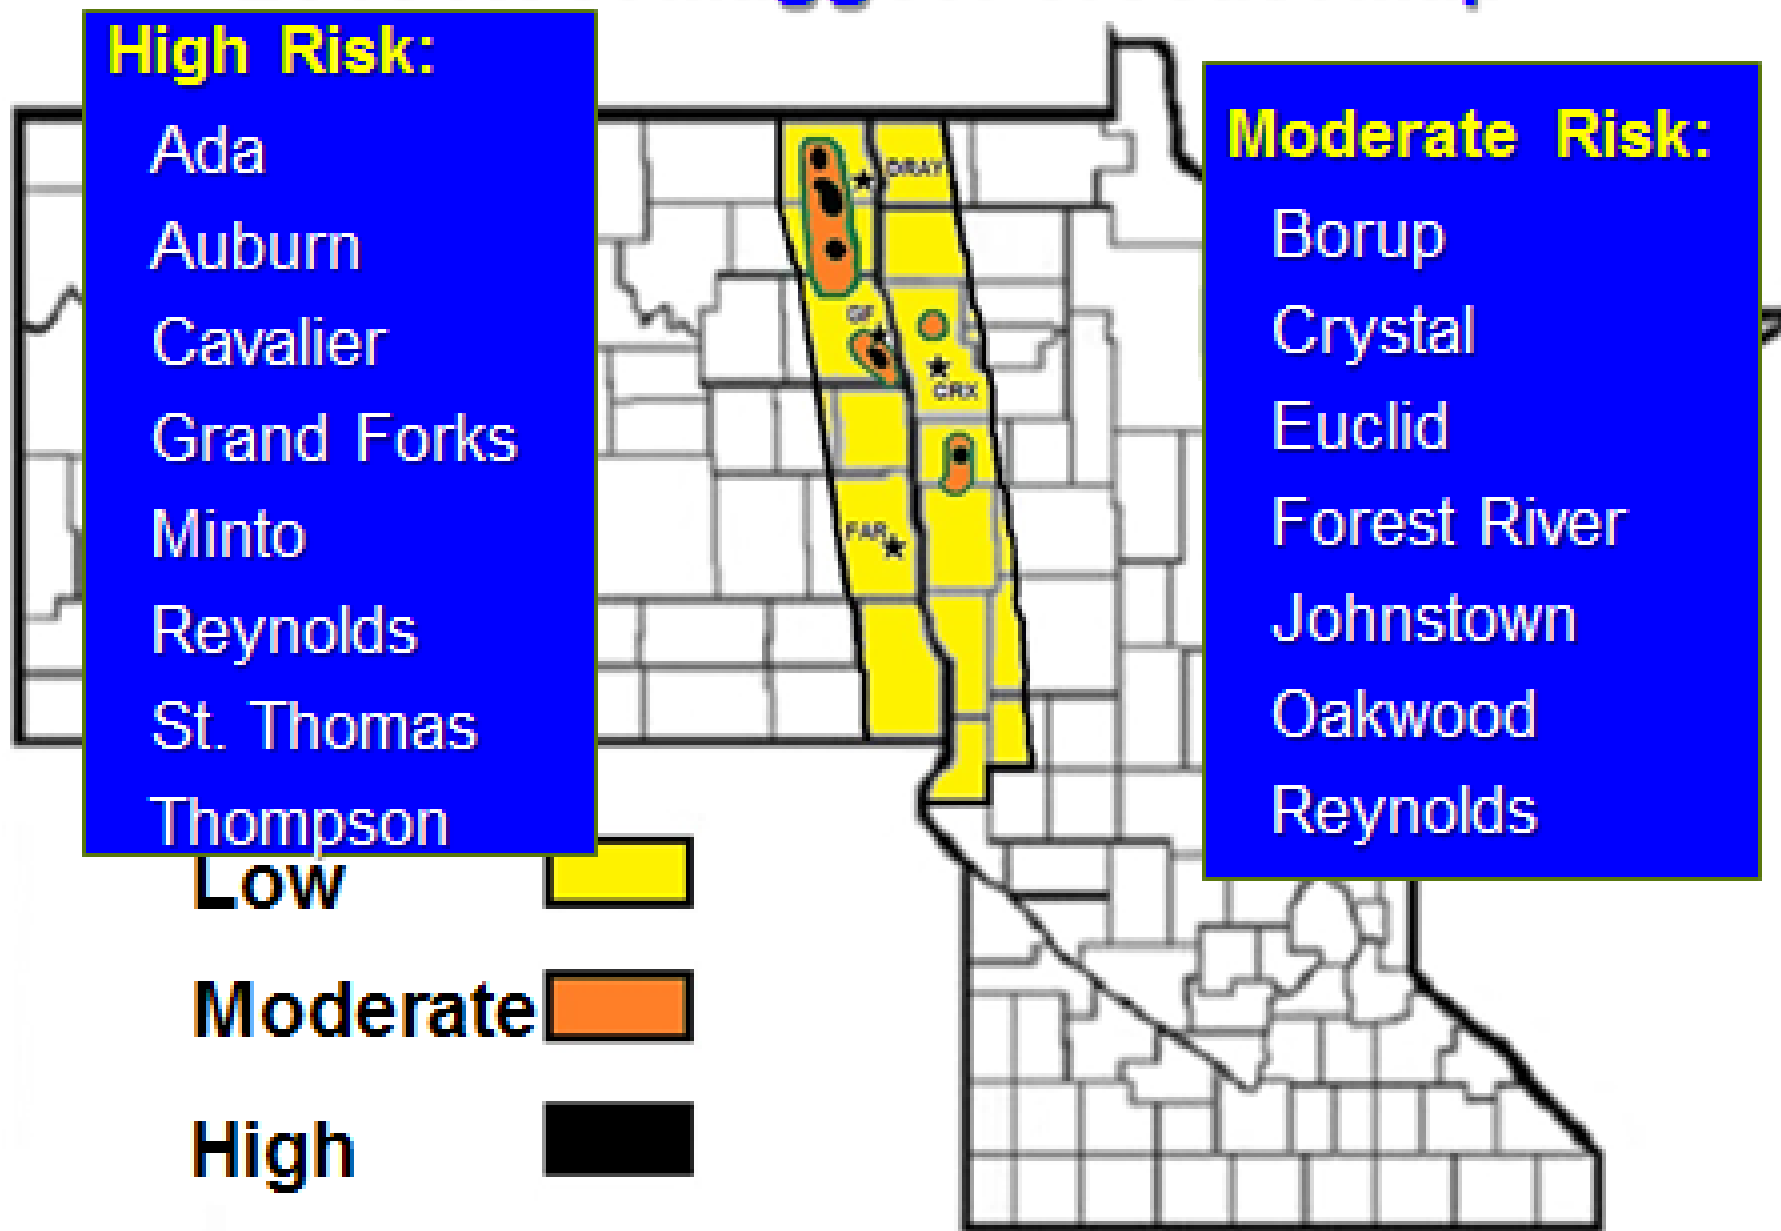 High Risk:
Ada
Auburn
Cavalier
Grand Forks
Minto
Reynolds
St. Thomas
Thompson
Moderate Risk:
Borup
Crystal
Euclid
Forest River
Johnstown
Oakwood
Reynolds
DRAY
GF
CRX
FAR
Low
Moderate
High